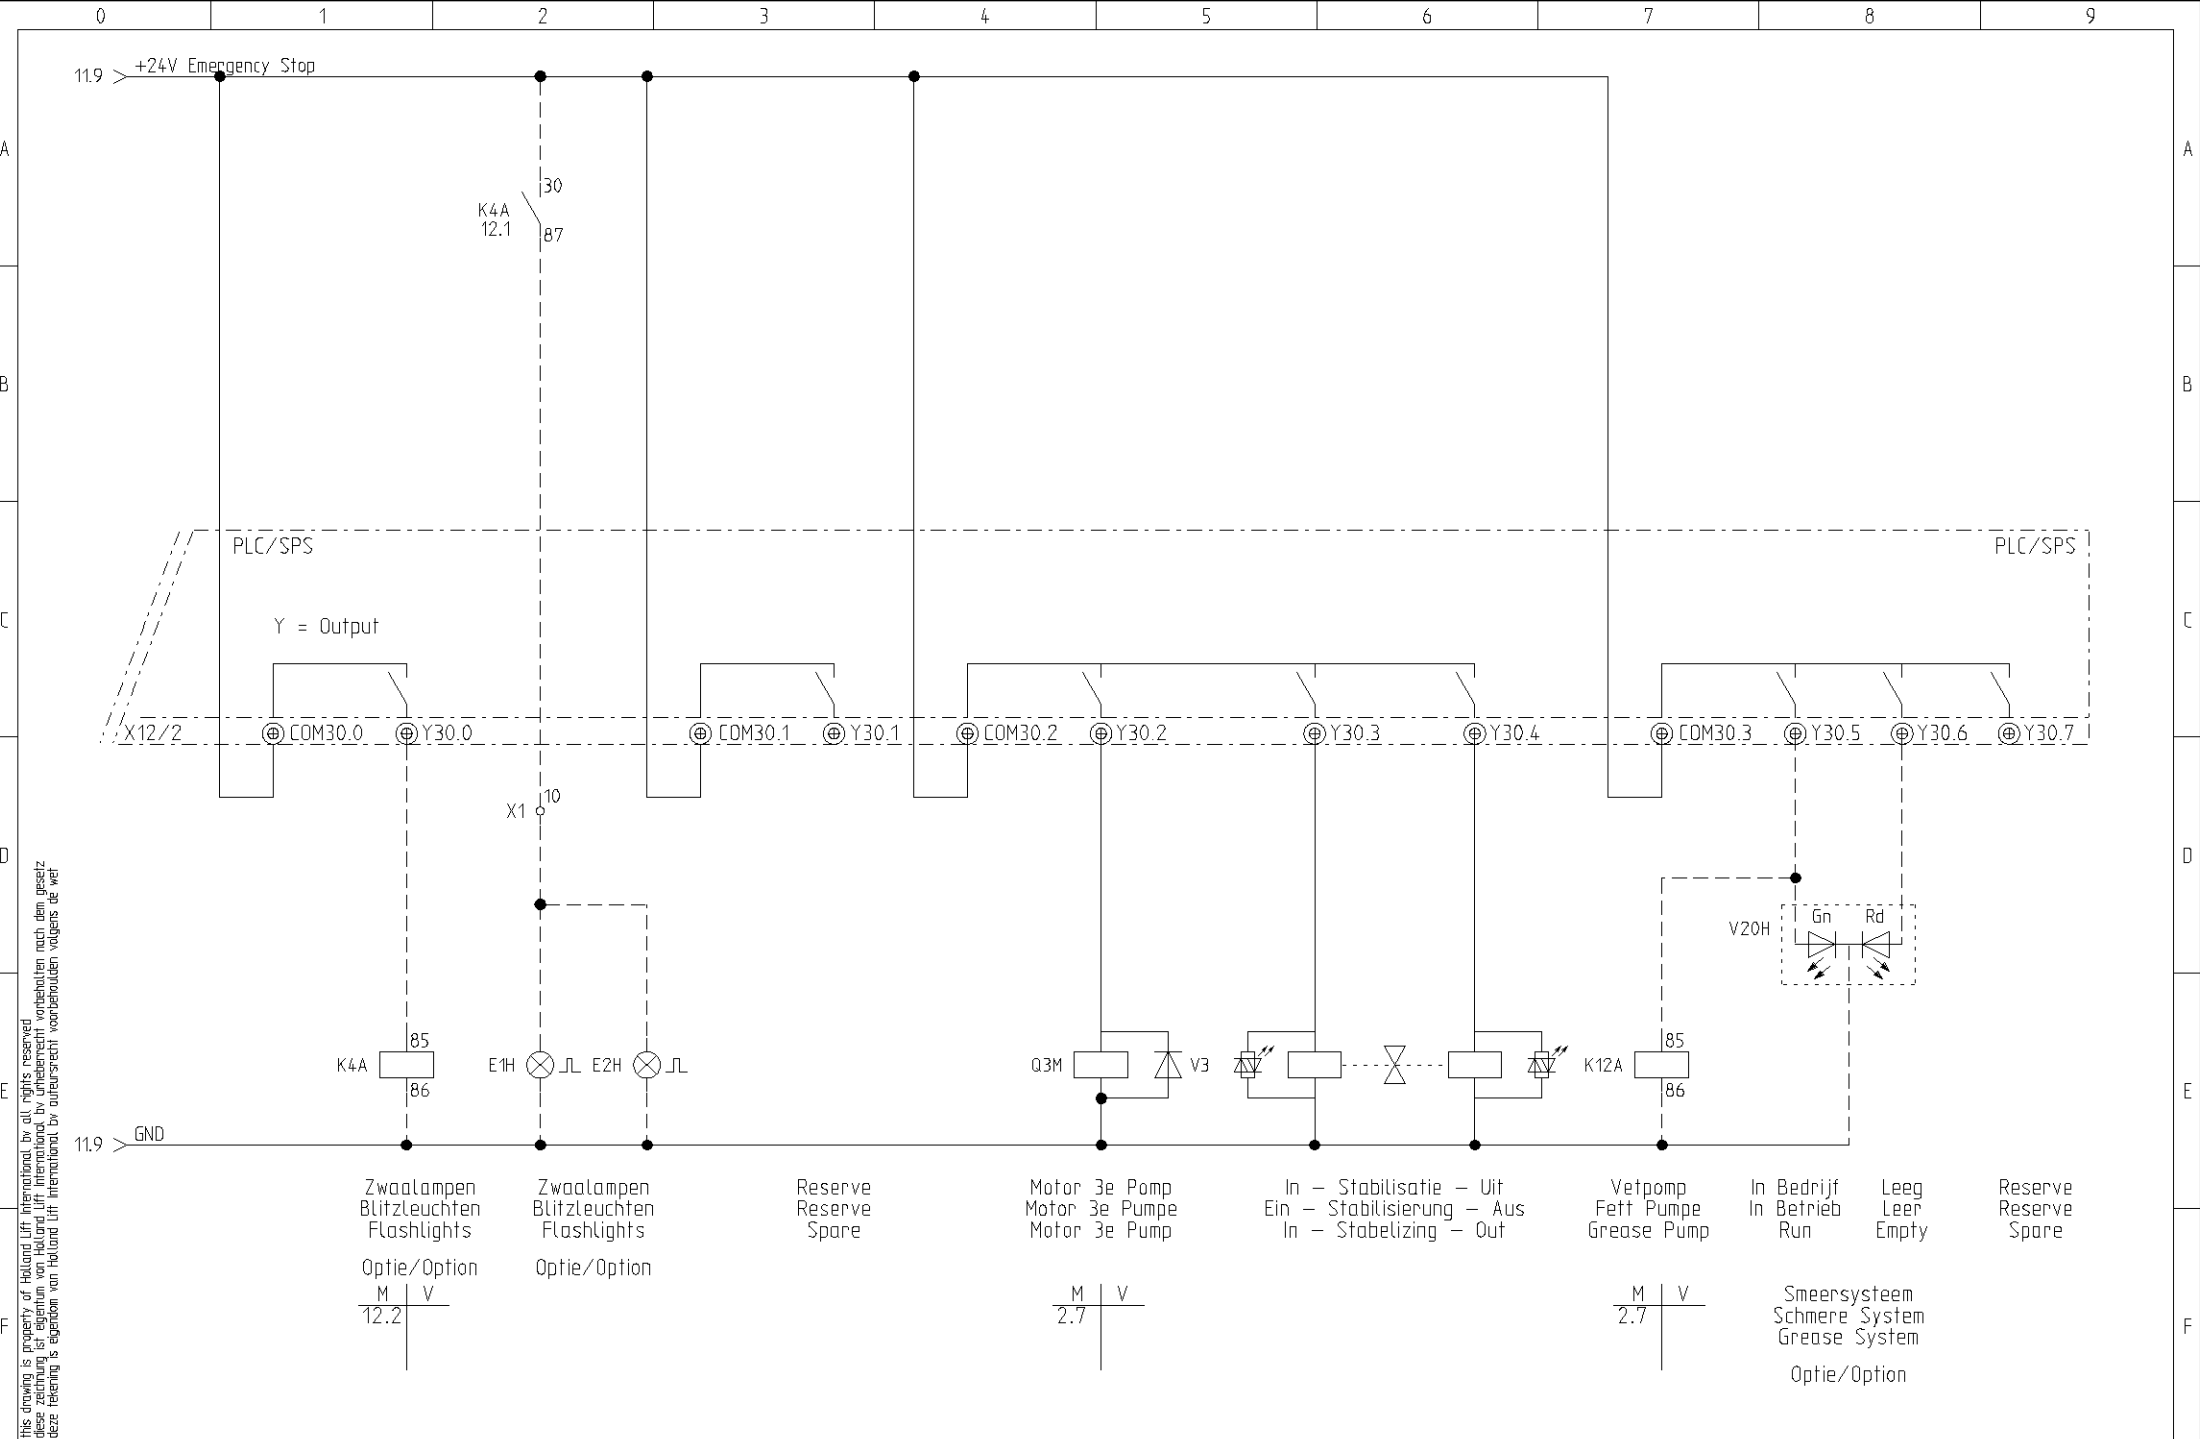 0 1 2 3 4 5 6 7 8 9
11.9 +24V Emergency Stop
A A
30
K4A
12.1
87
B B
PLC/SPS PLC/SPS
C C
Y = Output
X12/2 COM30.0 Y30.0 COM30.1 Y30.1 COM30.2 Y30.2 Y30.3 Y30.4 COM30.3 Y30.5 Y30.6 Y30.7
10
X1
D D
Gn Rd
V20H
85 85
K4A E1H E2H Q3M V3 K12A
86 86
E E
11.9 GND
Zwaalampen Zwaalampen Reserve Motor 3e Pomp In - Stabilisatie - Uit Vetpomp In Bedrijf Leeg Reserve
Blitzleuchten Blitzleuchten Reserve Motor 3e Pumpe Ein - Stabilisierung - Aus Fett Pumpe In Betrieb Leer Reserve
Flashlights Flashlights Spare Motor 3e Pump In - Stabelizing - Out Grease Pump Run Empty Spare
Optie/Option Optie/Option
M V M V M V Smeersysteem
12.2 2.7 2.7 Schmere System
F F
Grease System
Optie/Option
this drawing is property of Holland Lift International bv all rights reserved
diese zeichnung ist eigentum von Holland Lift International bv urheberrecht vorbehalten nach dem gesetz
deze tekening is eigendom van Holland Lift International bv auteursrecht voorbehouden volgens de wet